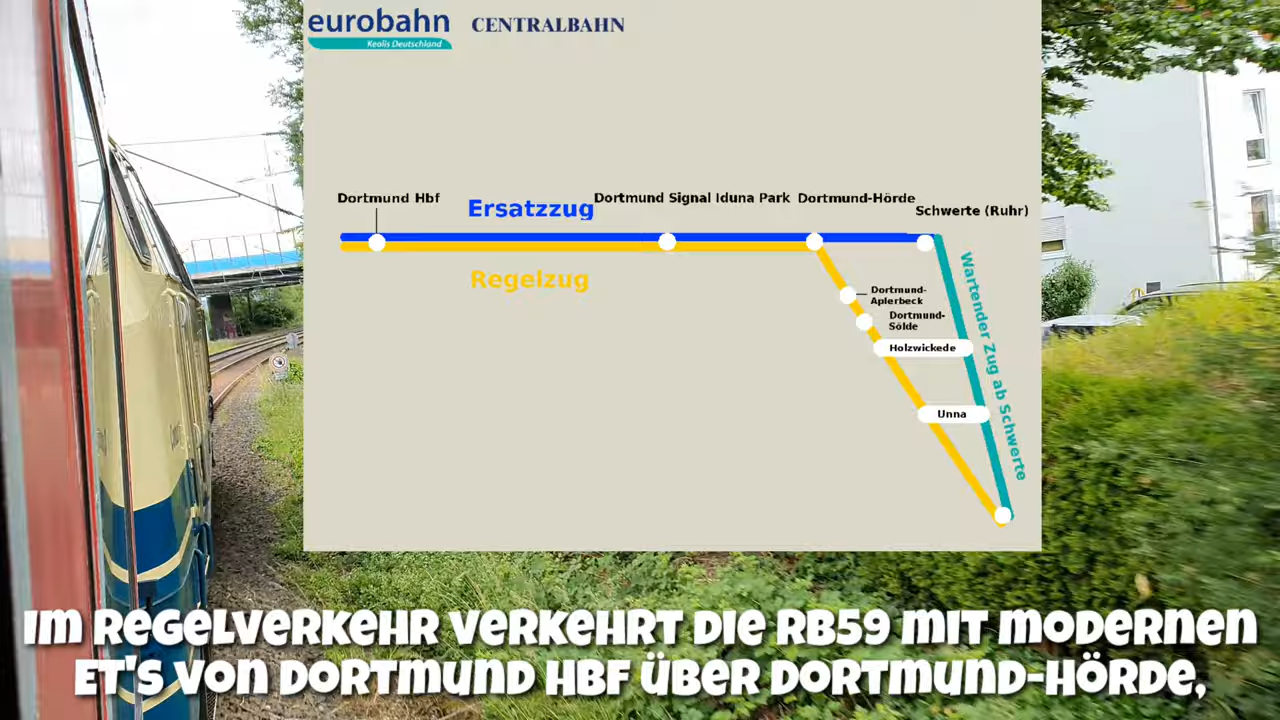 eurobahn
Keolis Deutschland
CENTRALBAHN
Dortmund Hbf
Ersatzzug
Dortmund Signal Iduna Park
Dortmund-Hörde
Schwerte (Ruhr)
Regelzug
Dortmund-
Aplerbeck
Dortmund-
Sölde
Holzwickede
Unna
Wartender Zug ab Schwerte
Im Regelverkehr verkehrt die RB59 mit modernen
ET's von Dortmund Hbf über Dortmund-Hörde,